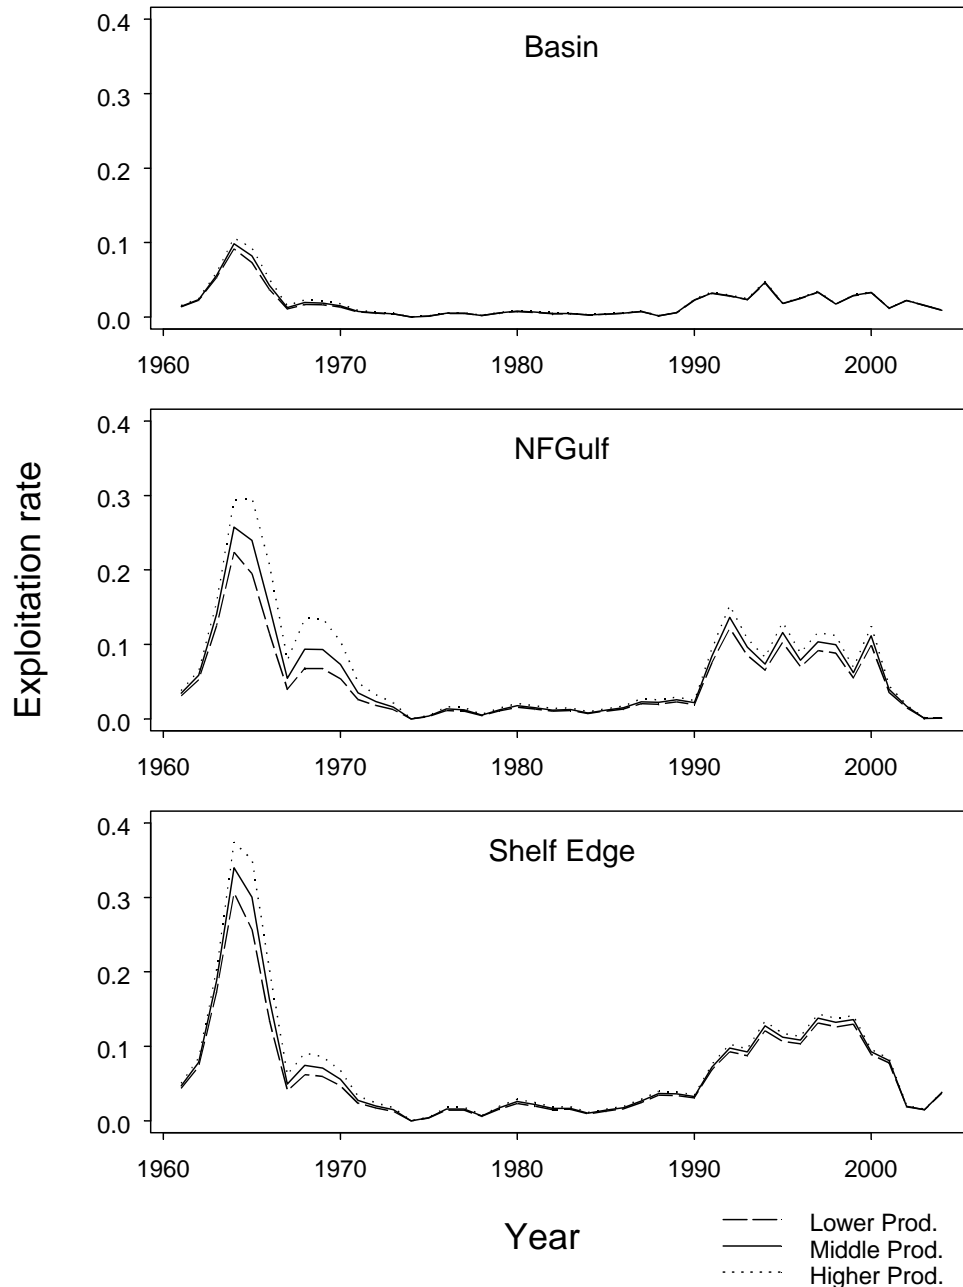 Basin
0.4
0.3
0.2
0.1
0.0
1960 1970 1980 1990 2000
NFGulf
0.4
0.3
0.2
0.1
0.0
1960 1970 1980 1990 2000
Exploitation rate
Shelf Edge
0.4
0.3
0.2
0.1
0.0
1960 1970 1980 1990 2000
Year
Lower Prod.
Middle Prod.
Higher Prod.